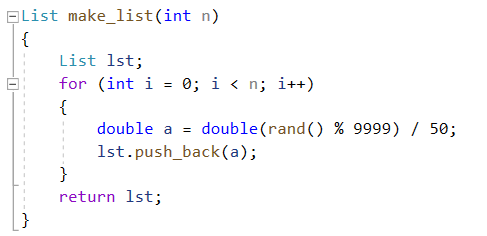 List make_list(int n)
{
    List lst;
    for (int i = 0; i < n; i++)
    {
        double a = double(rand() % 9999) / 50;
        lst.push_back(a);
    }
    return lst;
}